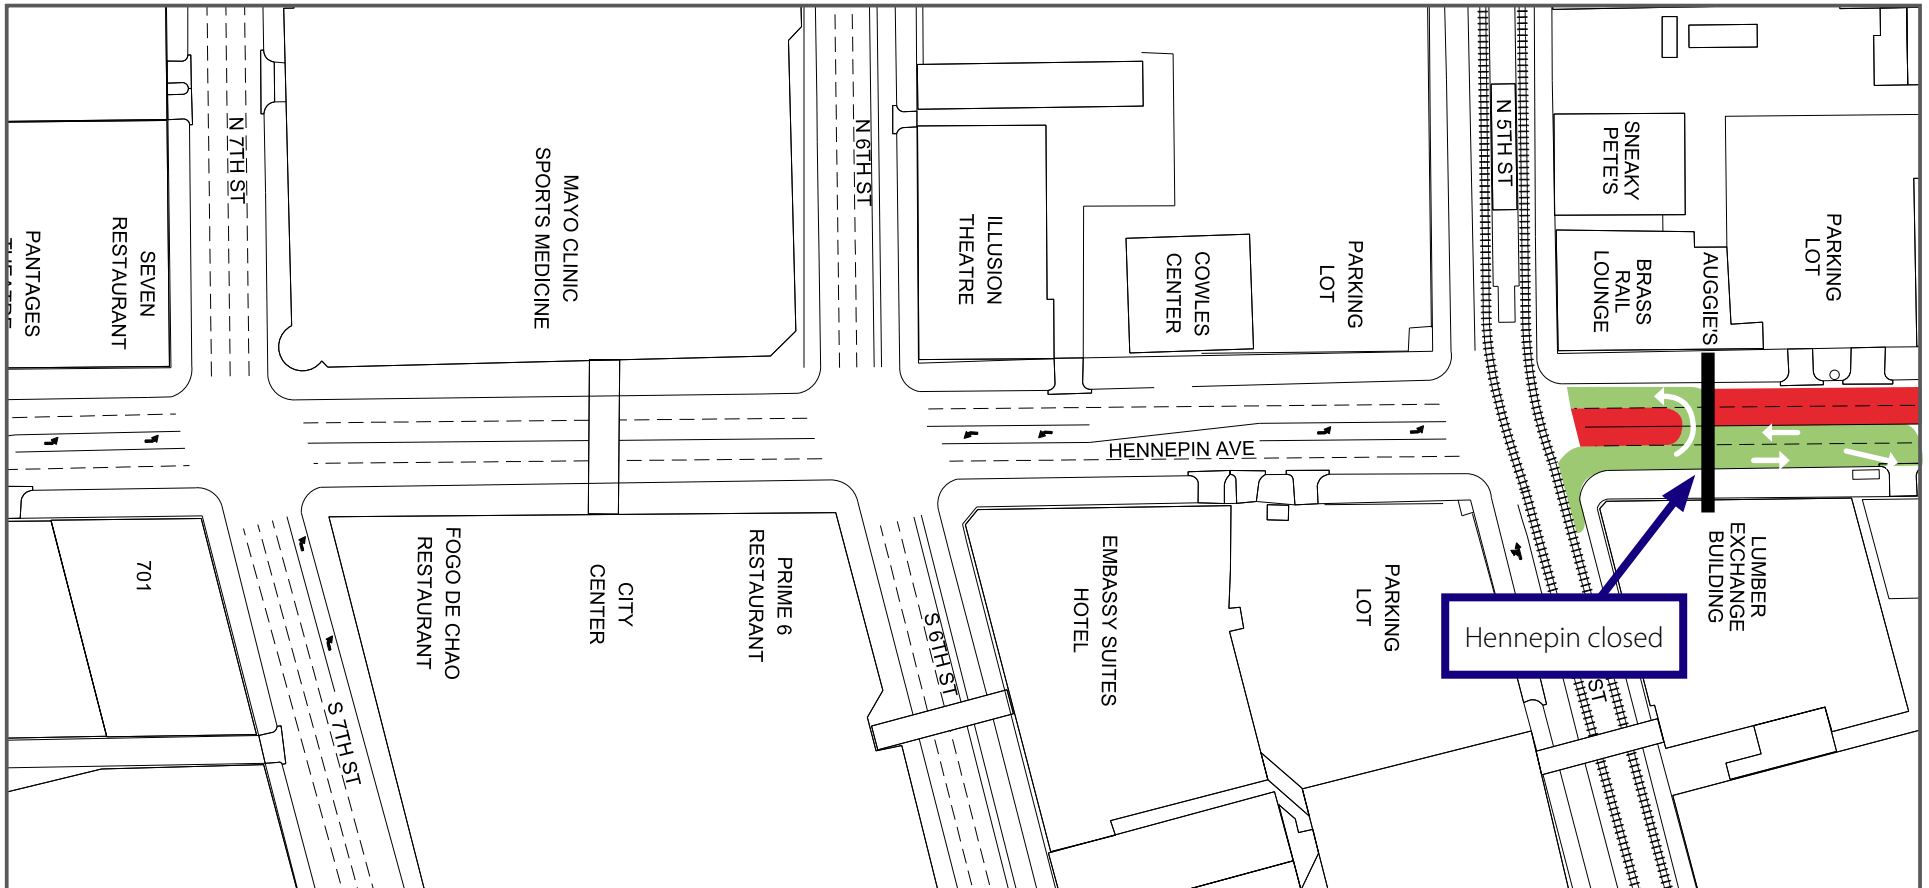 N 7TH ST
MAYO CLINIC
SPORTS MEDICINE
N 6TH ST
ILLUSION
THEATRE
COWLES
CENTER
PARKING
LOT
N 5TH ST
SNEAKY
PETE'S
BRASS
RAIL
LOUNGE
AUGGIE'S
PARKING
LOT
PANTAGES
THEATRE
SEVEN
RESTAURANT
HENNEPIN AVE
701
S 7TH ST
FOGO DE CHAO
RESTAURANT
CITY
CENTER
PRIME 6
RESTAURANT
S 6TH ST
EMBASSY SUITES
HOTEL
PARKING
LOT
Hennepin closed
ST
LUMBER
EXCHANGE
BUILDING